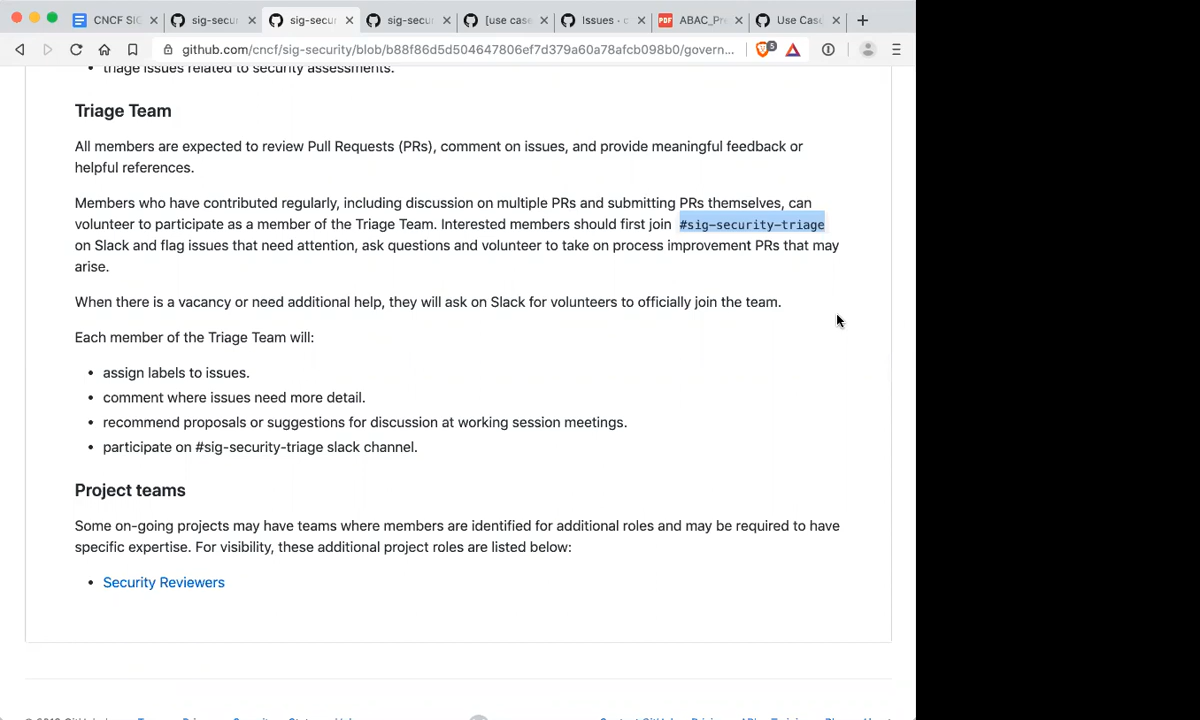 CNCF SIG
sig-secur
sig-secur
sig-secur
[use case
Issues · c
PDF
ABAC_Pre
Use Case
github.com/cncf/sig-security/blob/b88f86d5d504647806ef7d379a60a78afcb098b0/govern...
5
• triage issues related to security assessments.
Triage Team
All members are expected to review Pull Requests (PRs), comment on issues, and provide meaningful feedback or
helpful references.
Members who have contributed regularly, including discussion on multiple PRs and submitting PRs themselves, can
volunteer to participate as a member of the Triage Team. Interested members should first join #sig-security-triage
on Slack and flag issues that need attention, ask questions and volunteer to take on process improvement PRs that may
arise.
When there is a vacancy or need additional help, they will ask on Slack for volunteers to officially join the team.
Each member of the Triage Team will:
• assign labels to issues.
• comment where issues need more detail.
• recommend proposals or suggestions for discussion at working session meetings.
• participate on #sig-security-triage slack channel.
Project teams
Some on-going projects may have teams where members are identified for additional roles and may be required to have
specific expertise. For visibility, these additional project roles are listed below:
• Security Reviewers